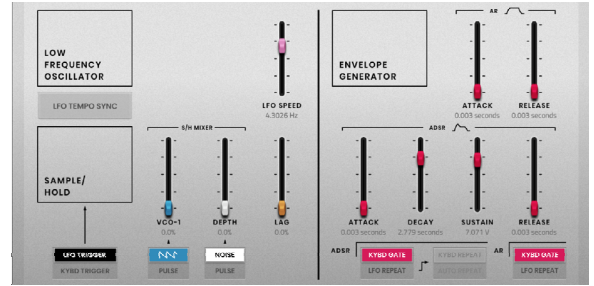 AR
LOW
FREQUENCY
OSCILLATOR
ENVELOPE
GENERATOR
LFO TEMPO SYNC
LFO SPEED
4.3026 Hz
ATTACK
0.003 seconds
RELEASE
0.003 seconds
S/H MIXER
ADSR
SAMPLE/
HOLD
VCO-1
0.0%
DEPTH
0.0%
LAG
0.0%
ATTACK
0.003 seconds
DECAY
2.779 seconds
SUSTAIN
7.071 V
RELEASE
0.003 seconds
LFO TRIGGER
KYBD TRIGGER
PULSE
NOISE
PULSE
ADSR
KYBD GATE
LFO REPEAT
KYBD REPEAT
AUTO REPEAT
AR
KYBD GATE
LFO REPEAT